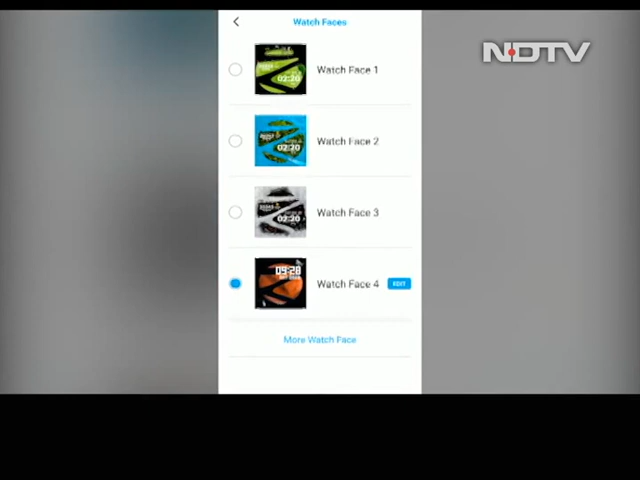 Watch Faces
NDTV
02:20
Watch Face 1
02:20
Watch Face 2
02:20
Watch Face 3
09:28
Watch Face 4
EDIT
More Watch Face